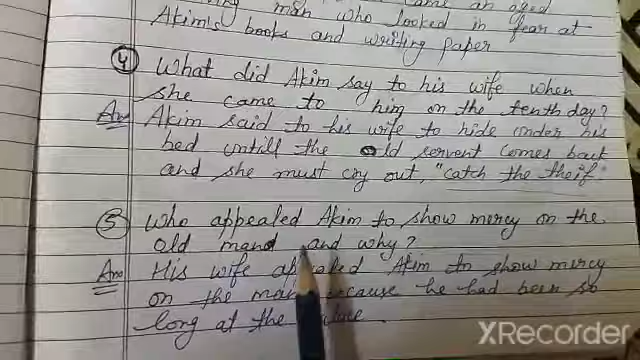 came an aged
man who looked in fear at
Akim's books and writing paper
4 What did Akim say to his wife when
she came to him on the tenth day?
Ans Akim said to his wife to hide under his
bed untill the old servent comes back
and she must cry out, "catch the theif"
5 Who appealed Akim to show mercy on the
old man and why?
Ans His wife appealed Akim to show mercy
on the man because he had been so
long at the
XRecorder